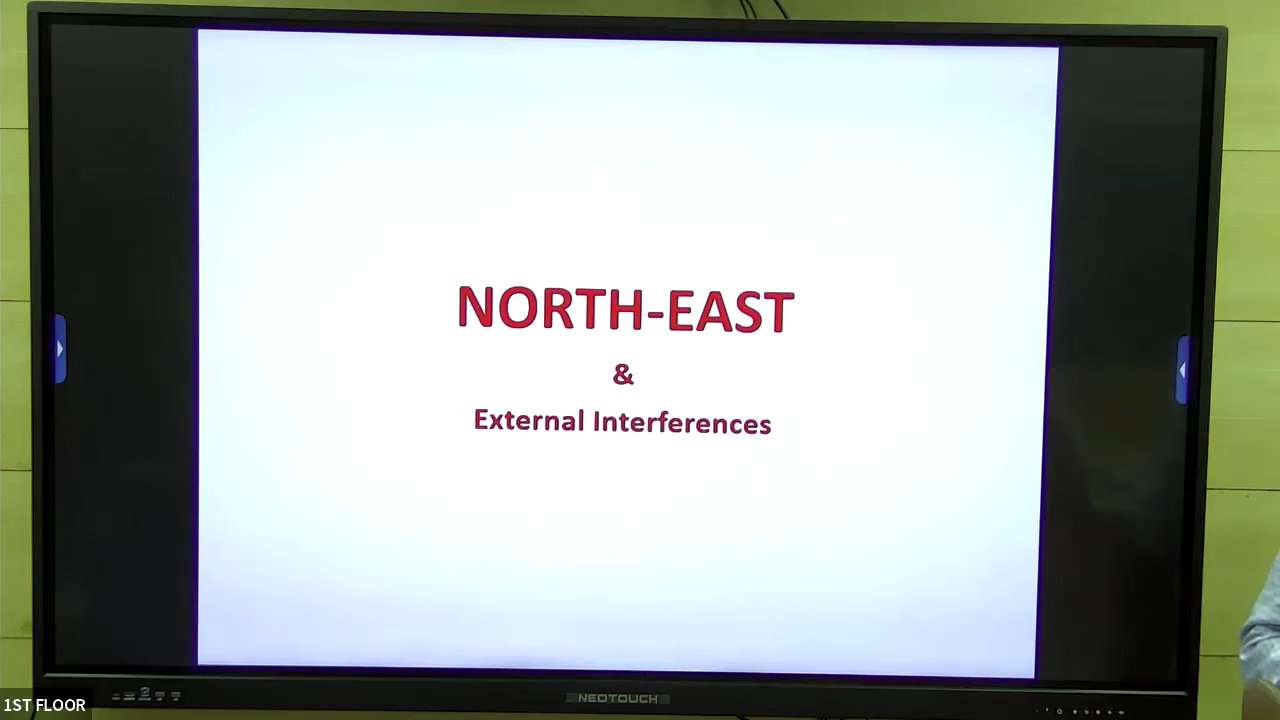 NORTH-EAST
&
External Interferences
NEOTOUCH
1ST FLOOR